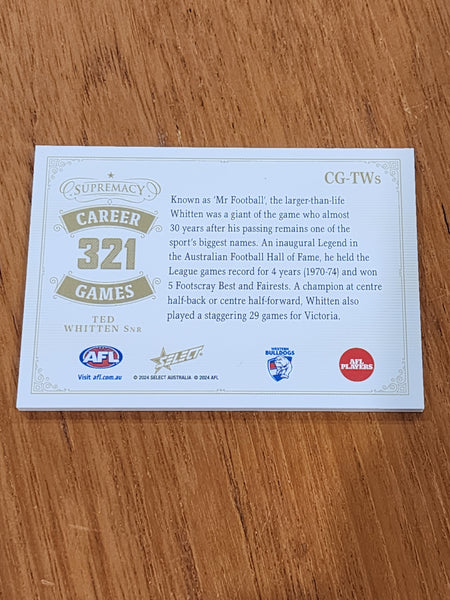 SUPREMACY
CAREER
321
GAMES
TED
WHITTEN SNR
CG-TWs
Known as 'Mr Football', the larger-than-life
Whitten was a giant of the game who almost
30 years after his passing remains one of the
sport's biggest names. An inaugural Legend in
the Australian Football Hall of Fame, he held the
League games record for 4 years (1970-74) and won
5 Footscray Best and Fairests. A champion at centre
half-back or centre half-forward, Whitten also
played a staggering 29 games for Victoria.
AFL
Visit afl.com.au
SELECT
© 2024 SELECT AUSTRALIA © 2024 AFL
WESTERN
BULLDOGS
AFL
PLAYERS